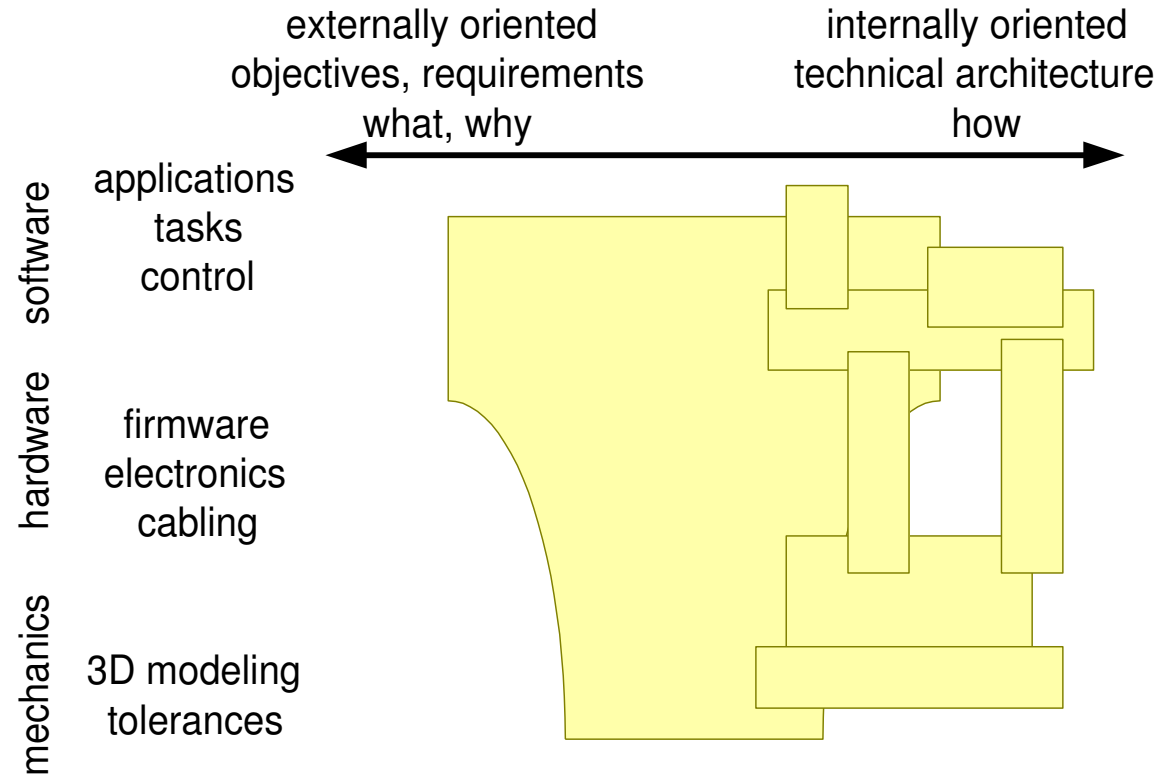 externally oriented
objectives, requirements
what, why
internally oriented
technical architecture
how
software
applications
tasks
control
hardware
firmware
electronics
cabling
mechanics
3D modeling
tolerances